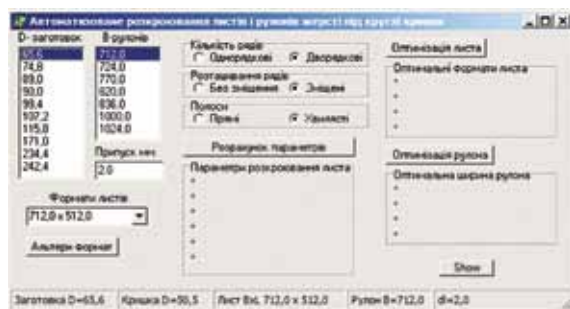 Автоматизоване розкроювання листів і рулонів жерсті під круглі кришки
D- заготовок
65,6
74,8
89,0
93,0
99,4
107,2
115,8
171,0
234,4
242,4
B рулонів
712,0
724,0
770,0
820,0
836,0
1000,0
1024,0
Припуск мм
2.0
Формати листів
712,0 x 512,0
Альтерн формат
Кількість рядів
Однорядкові Дворядкові
Розташування рядів
Без зміщення Зміщені
Полоси
Прямі Хвилясті
Розрахунок параметрів
Параметри розкроювання листа
Оптимізація листа
Оптимальні формати листа
Оптимізація рулона
Оптимальна ширина рулона
Show
Заготовка D=65,6 Кришка D=50,5 Лист BxL 712,0 x 512,0 Рулон B=712,0 dl=2,0